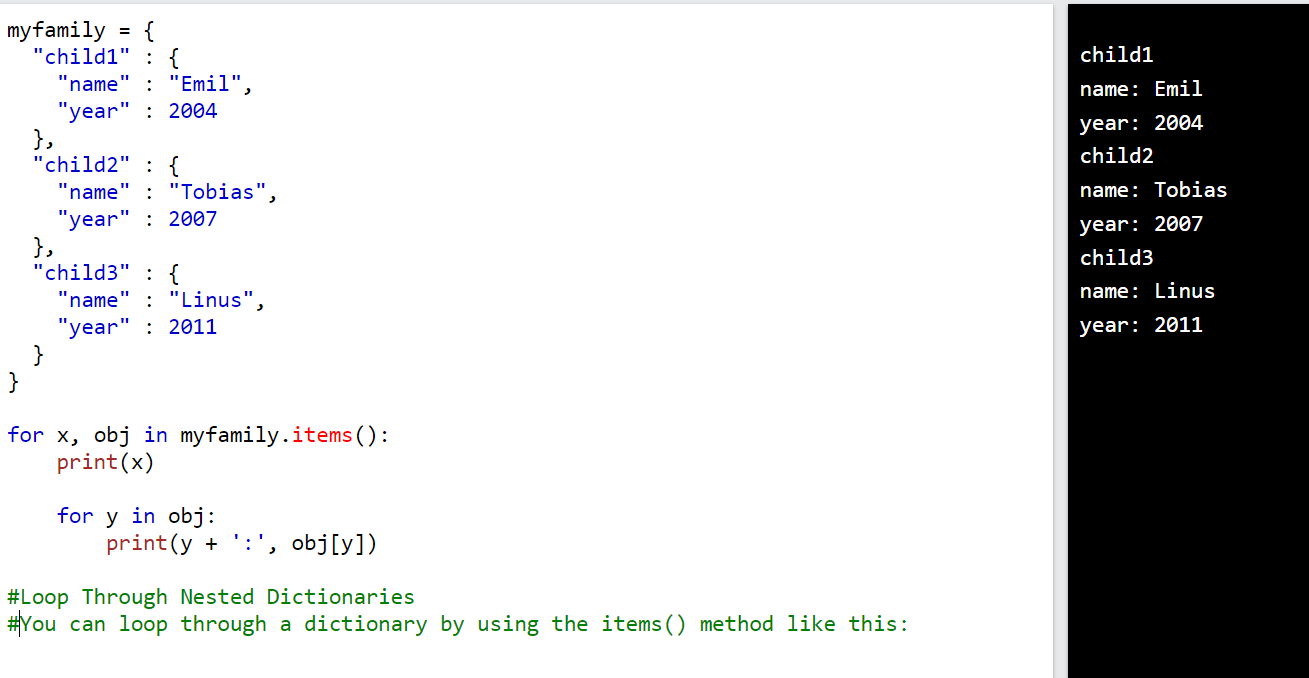 myfamily = {
  "child1" : {
    "name" : "Emil",
    "year" : 2004
  },
  "child2" : {
    "name" : "Tobias",
    "year" : 2007
  },
  "child3" : {
    "name" : "Linus",
    "year" : 2011
  }
}
for x, obj in myfamily.items():
    print(x)
    for y in obj:
        print(y + ':', obj[y])
#Loop Through Nested Dictionaries
#You can loop through a dictionary by using the items() method like this:
child1
name: Emil
year: 2004
child2
name: Tobias
year: 2007
child3
name: Linus
year: 2011